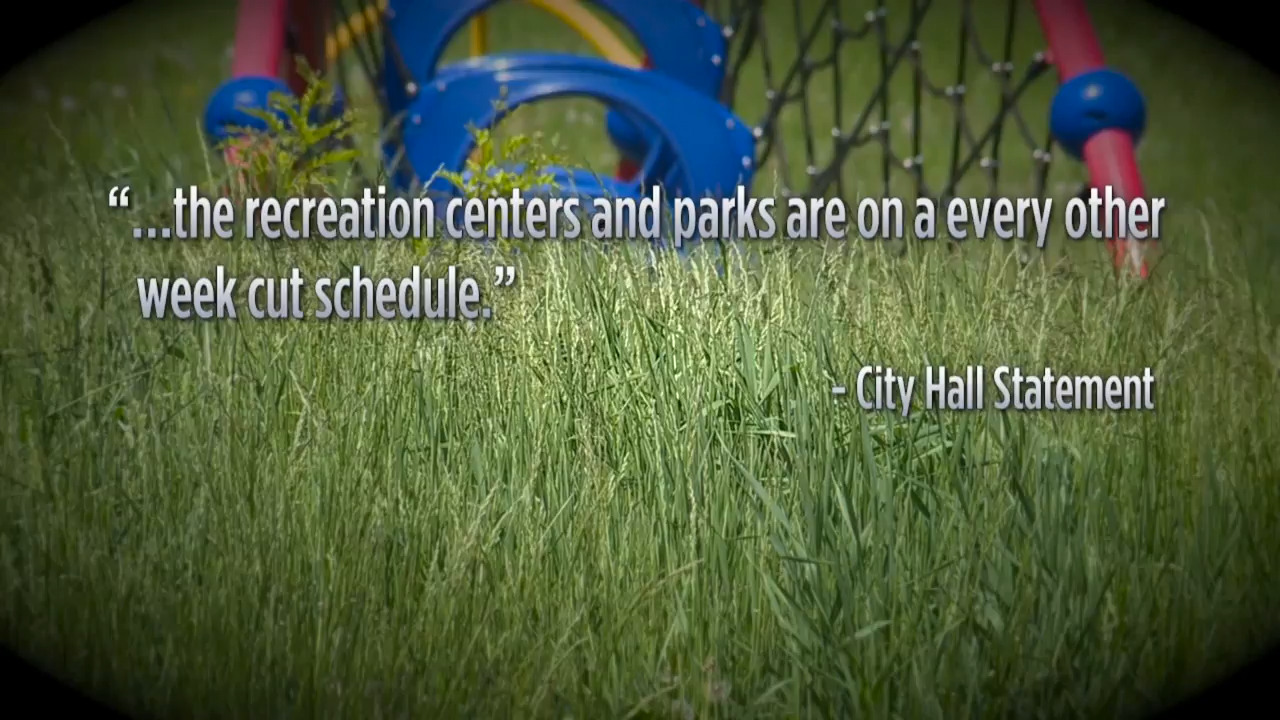 “...the recreation centers and parks are on a every other
week cut schedule.”
- City Hall Statement